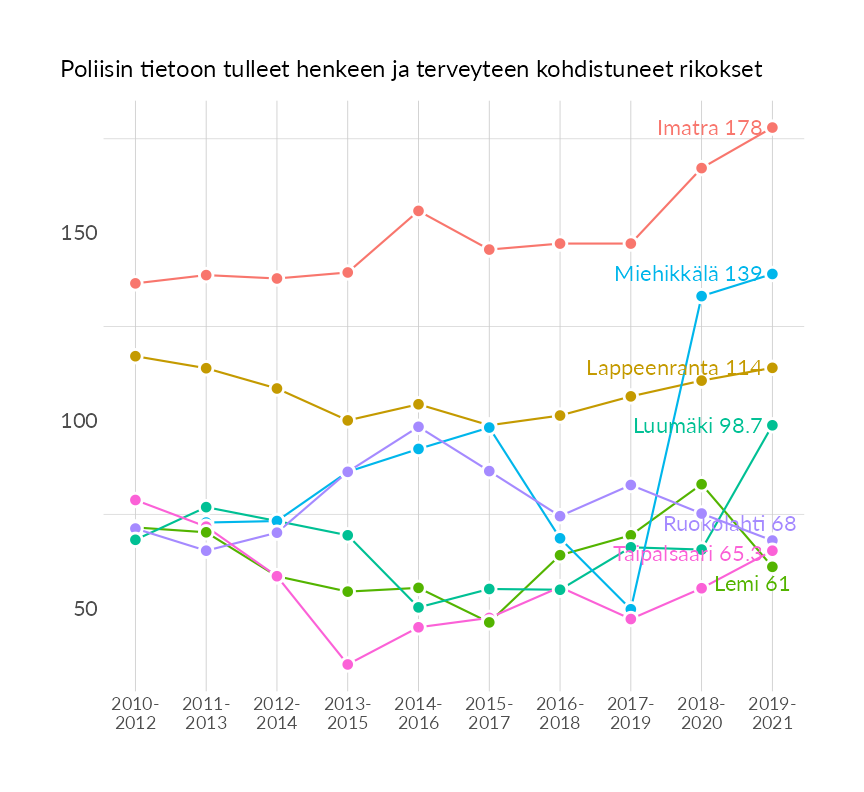 Poliisin tietoon tulleet henkeen ja terveyteen kohdistuneet rikokset
Imatra 178
150
Miehikkälä 139
Lappeenranta 114
100
Luumäki 98.7
Ruokolahti 68
Taipalsaari 65.3
Lemi 61
50
2010- 2011- 2012- 2013- 2014- 2015- 2016- 2017- 2018- 2019-
2012 2013 2014 2015 2016 2017 2018 2019 2020 2021